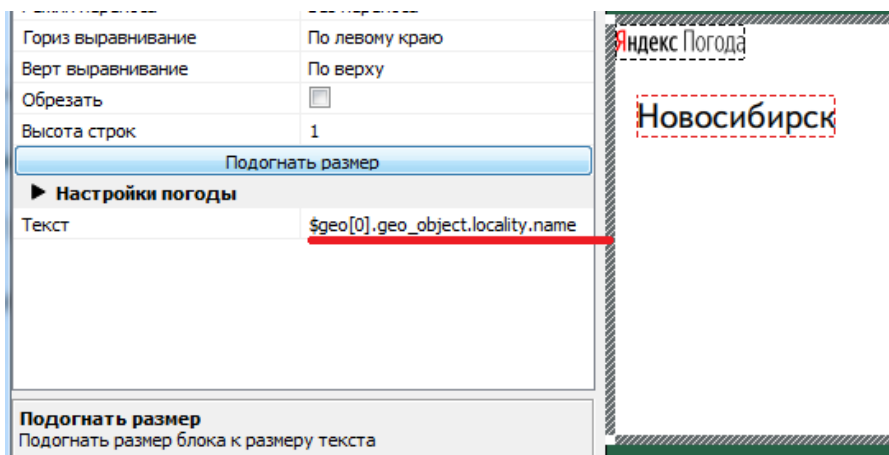 Гориз выравнивание По левому краю
Верт выравнивание По верху
Обрезать
Высота строк 1
Подогнать размер
Настройки погоды
Текст $geo[0].geo_object.locality.name
Подогнать размер
Подогнать размер блока к размеру текста
Яндекс Погода
Новосибирск